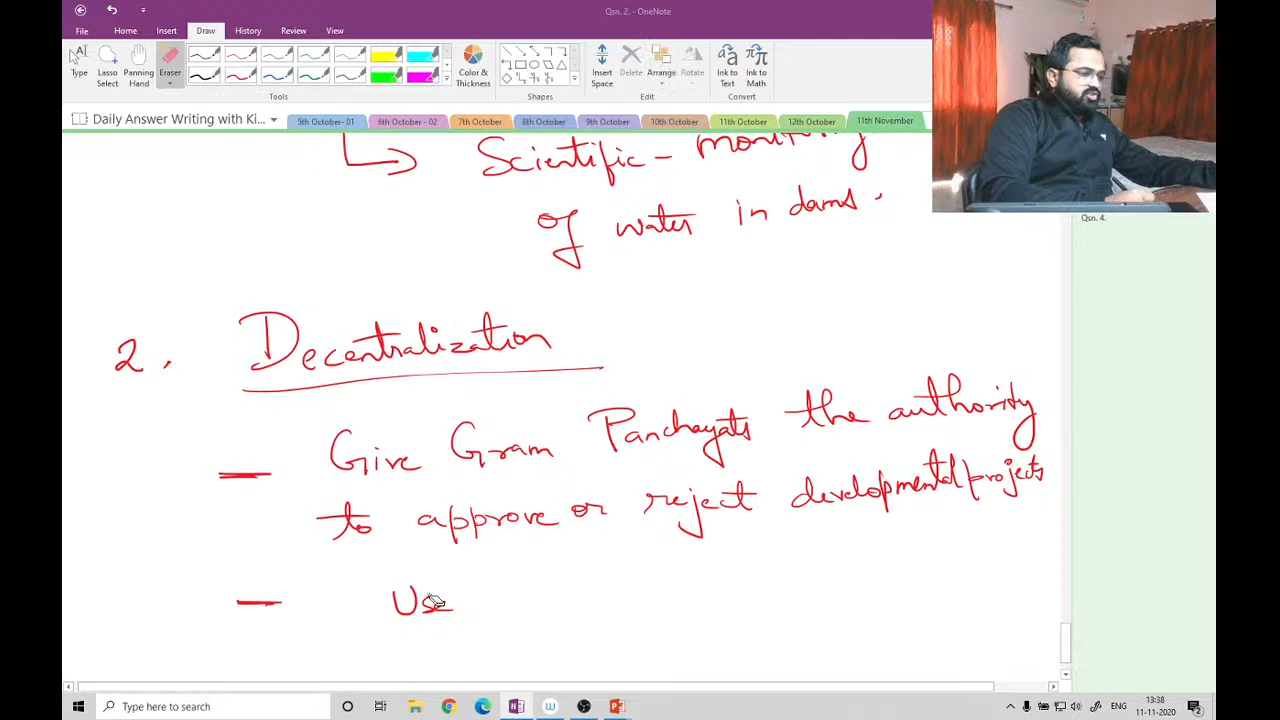 Qsn. 2. - OneNote
File Home Insert Draw History Review View
Type Lasso Select Panning Hand Eraser Color & Thickness Insert Space Delete Arrange Rotate Ink to Text Ink to Math
Tools Shapes Edit Convert
Daily Answer Writing with Ki... 5th October- 01 6th October - 02 7th October 8th October 9th October 10th October 11th October 12th October 11th November
Scientific - monitoring
of water in dams.
Qsn. 4.
2. Decentralization
— Give Gram Panchayats the authority
to approve or reject developmental projects
— Use
Type here to search
ENG 13:38 11-11-2020 2